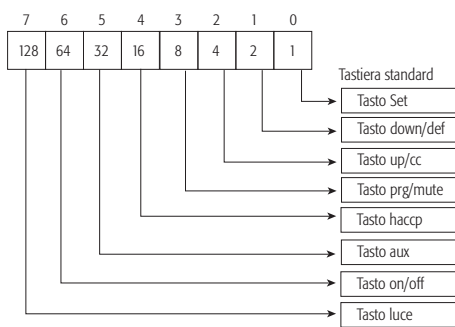 7 6 5 4 3 2 1 0
128 64 32 16 8 4 2 1
Tastiera standard
Tasto Set
Tasto down/def
Tasto up/cc
Tasto prg/mute
Tasto haccp
Tasto aux
Tasto on/off
Tasto luce